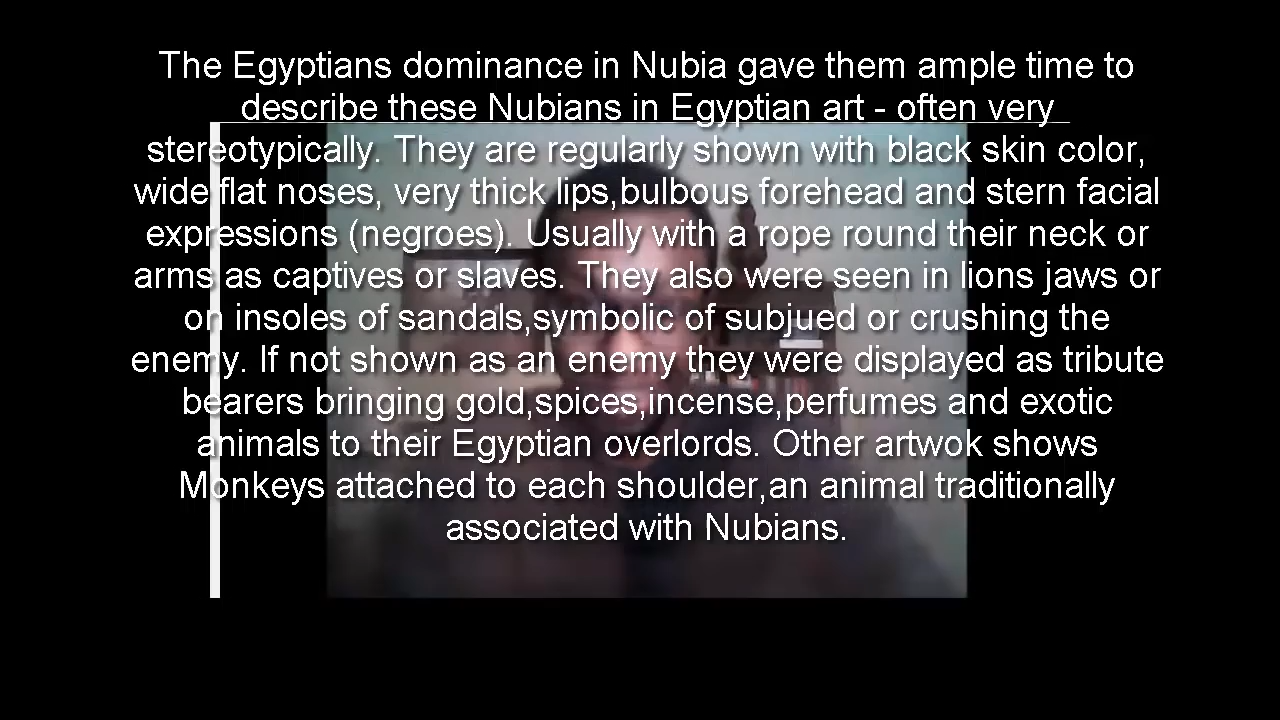 The Egyptians dominance in Nubia gave them ample time to
describe these Nubians in Egyptian art - often very
stereotypically. They are regularly shown with black skin color,
wide flat noses, very thick lips,bulbous forehead and stern facial
expressions (negroes). Usually with a rope round their neck or
arms as captives or slaves. They also were seen in lions jaws or
on insoles of sandals,symbolic of subjued or crushing the
enemy. If not shown as an enemy they were displayed as tribute
bearers bringing gold,spices,incense,perfumes and exotic
animals to their Egyptian overlords. Other artwok shows
Monkeys attached to each shoulder,an animal traditionally
associated with Nubians.